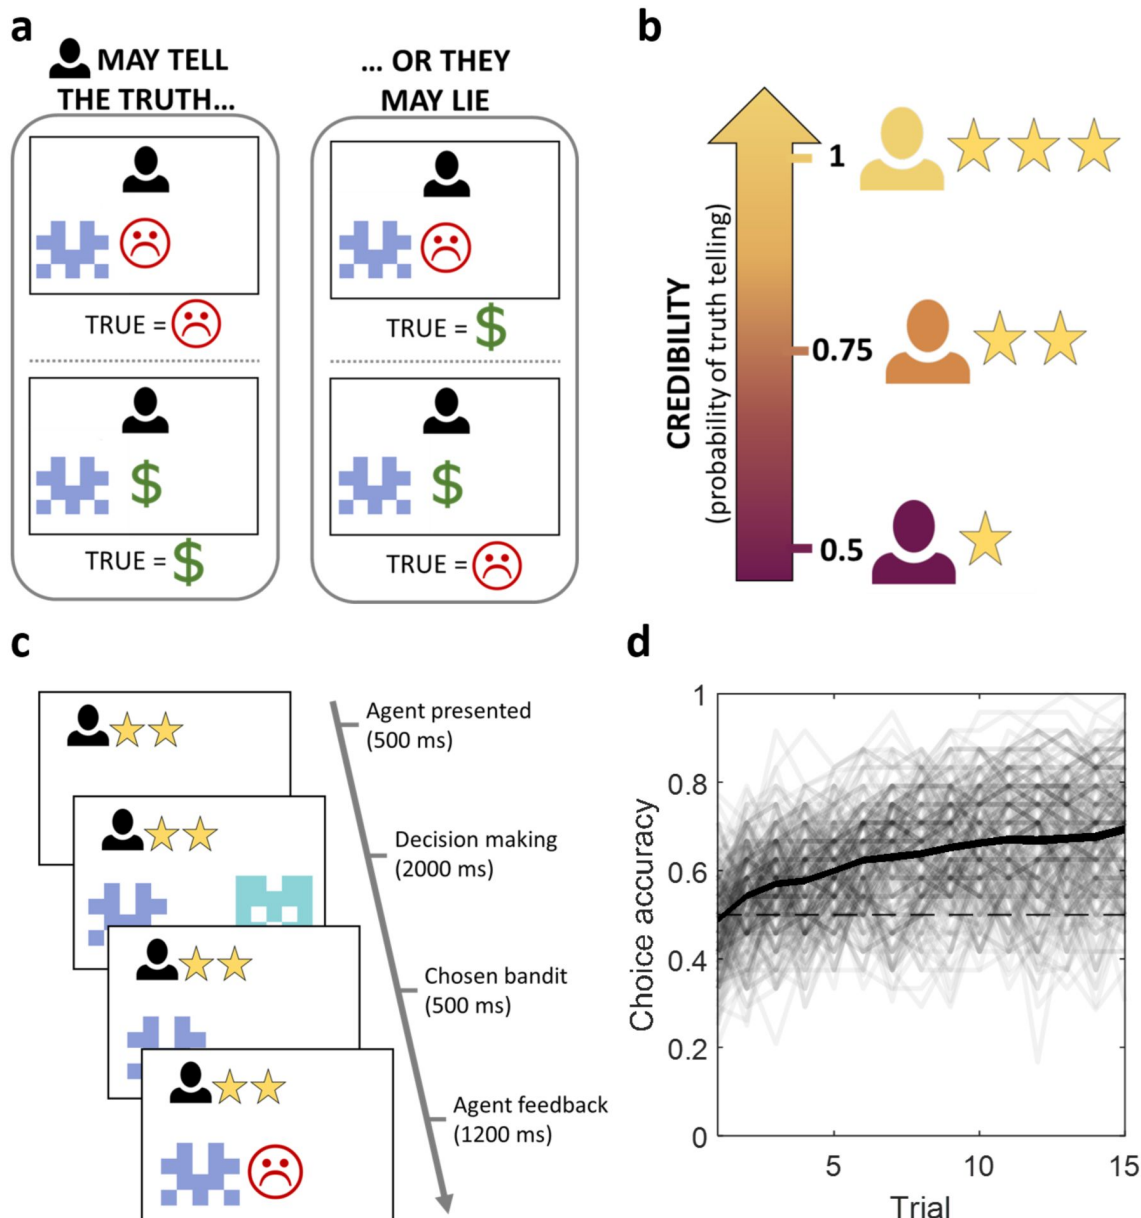 a
MAY TELL
THE TRUTH...
... OR THEY
MAY LIE
TRUE =
TRUE = $
$
$
TRUE = $
TRUE =
b
CREDIBILITY
(probability of truth telling)
1
0.75
0.5
c
Agent presented
(500 ms)
Decision making
(2000 ms)
Chosen bandit
(500 ms)
Agent feedback
(1200 ms)
d
Choice accuracy
1
0.8
0.6
0.4
0.2
0
5
10
15
Trial